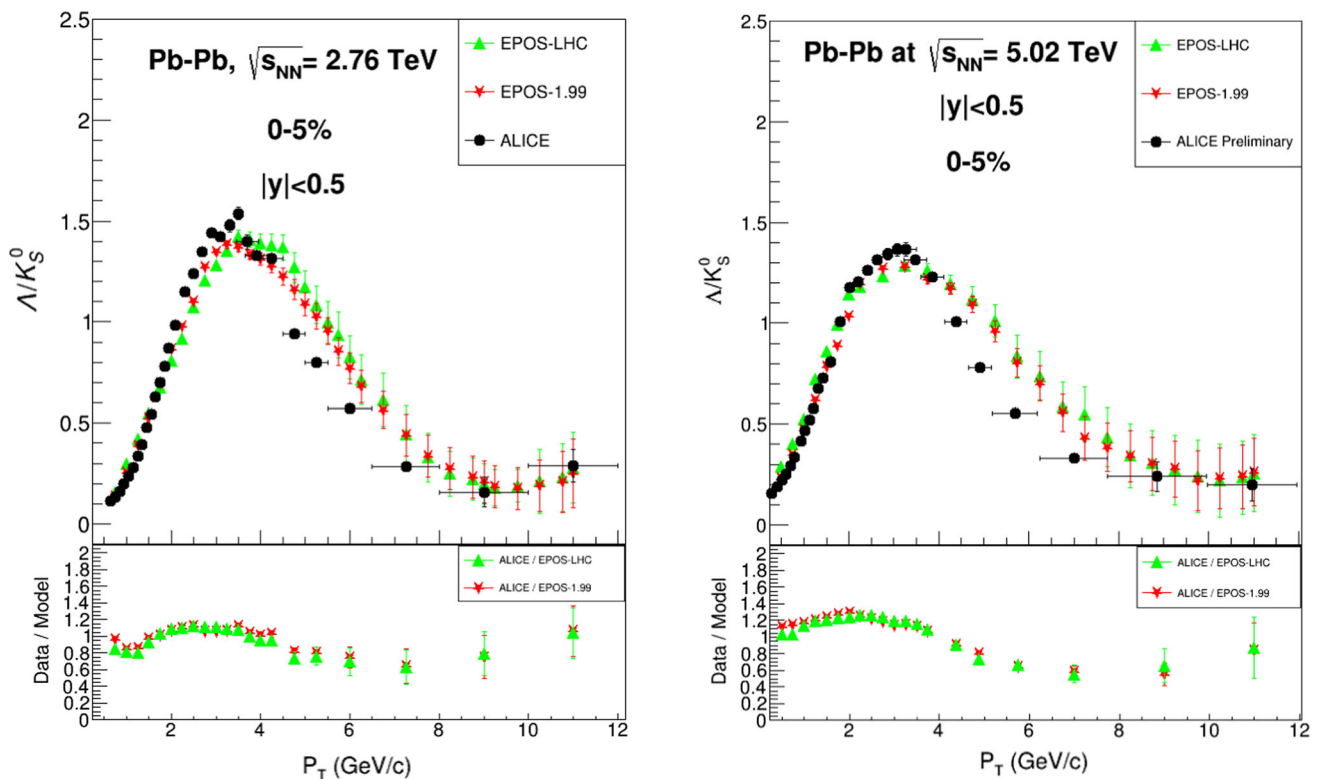 2.5
2
1.5
1
0.5
0
Λ/K⁰_S
Pb-Pb, √s_NN= 2.76 TeV
0-5%
|y|<0.5
EPOS-LHC
EPOS-1.99
ALICE
2
1.8
1.6
1.4
1.2
1
0.8
0.6
0.4
0.2
0
Data / Model
ALICE / EPOS-LHC
ALICE / EPOS-1.99
2 4 6 8 10 12
P_T (GeV/c)
2.5
2
1.5
1
0.5
0
Λ/K⁰_S
Pb-Pb at √s_NN= 5.02 TeV
|y|<0.5
0-5%
EPOS-LHC
EPOS-1.99
ALICE Preliminary
2
1.8
1.6
1.4
1.2
1
0.8
0.6
0.4
0.2
0
Data / Model
ALICE / EPOS-LHC
ALICE / EPOS-1.99
2 4 6 8 10 12
P_T (GeV/c)